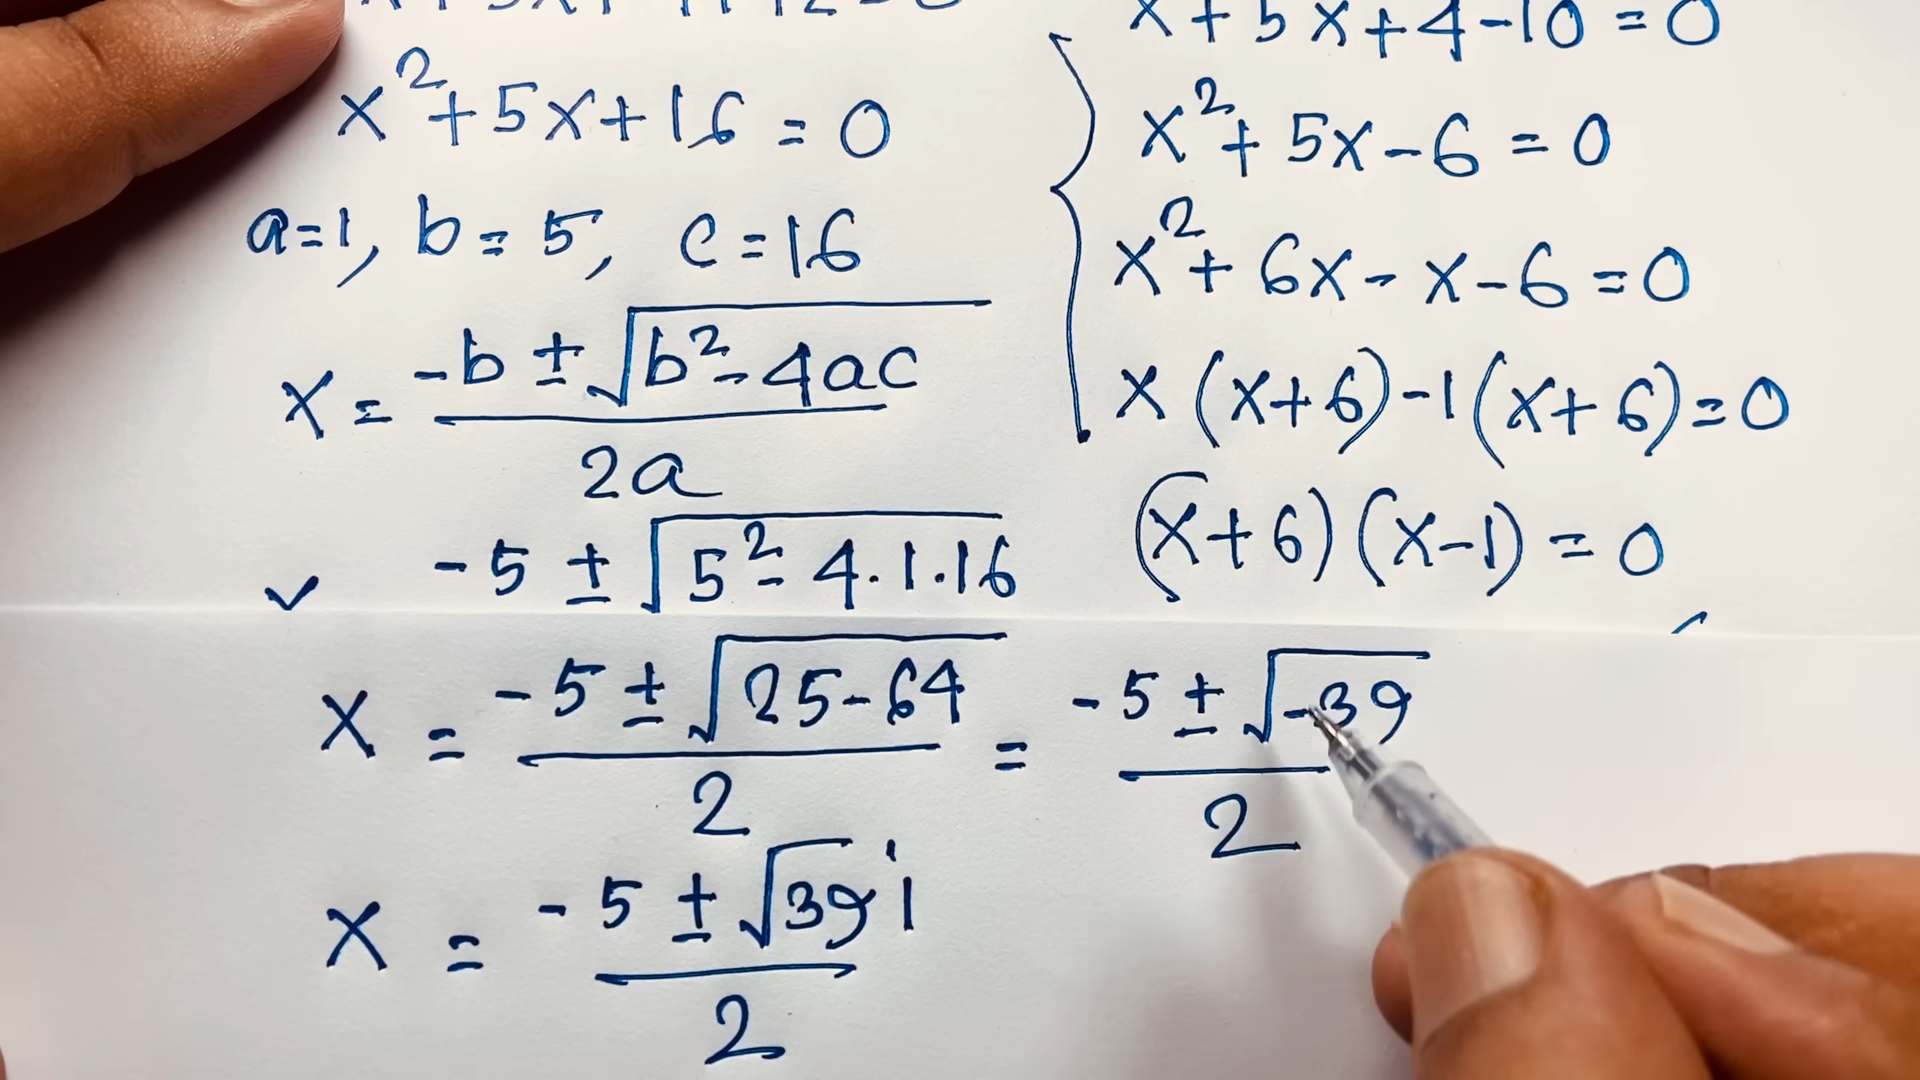 x²+5x+16=0
a=1, b=5, c=16
x = -b ± √b²-4ac
2a
-5 ± √5²-4.1.16
x+5x+4-10=0
x²+5x-6=0
x²+6x-x-6=0
x(x+6)-1(x+6)=0
(x+6)(x-1)=0
x = -5 ± √25-64 = -5 ± √-39
2 2
x = -5 ± √39 i
2